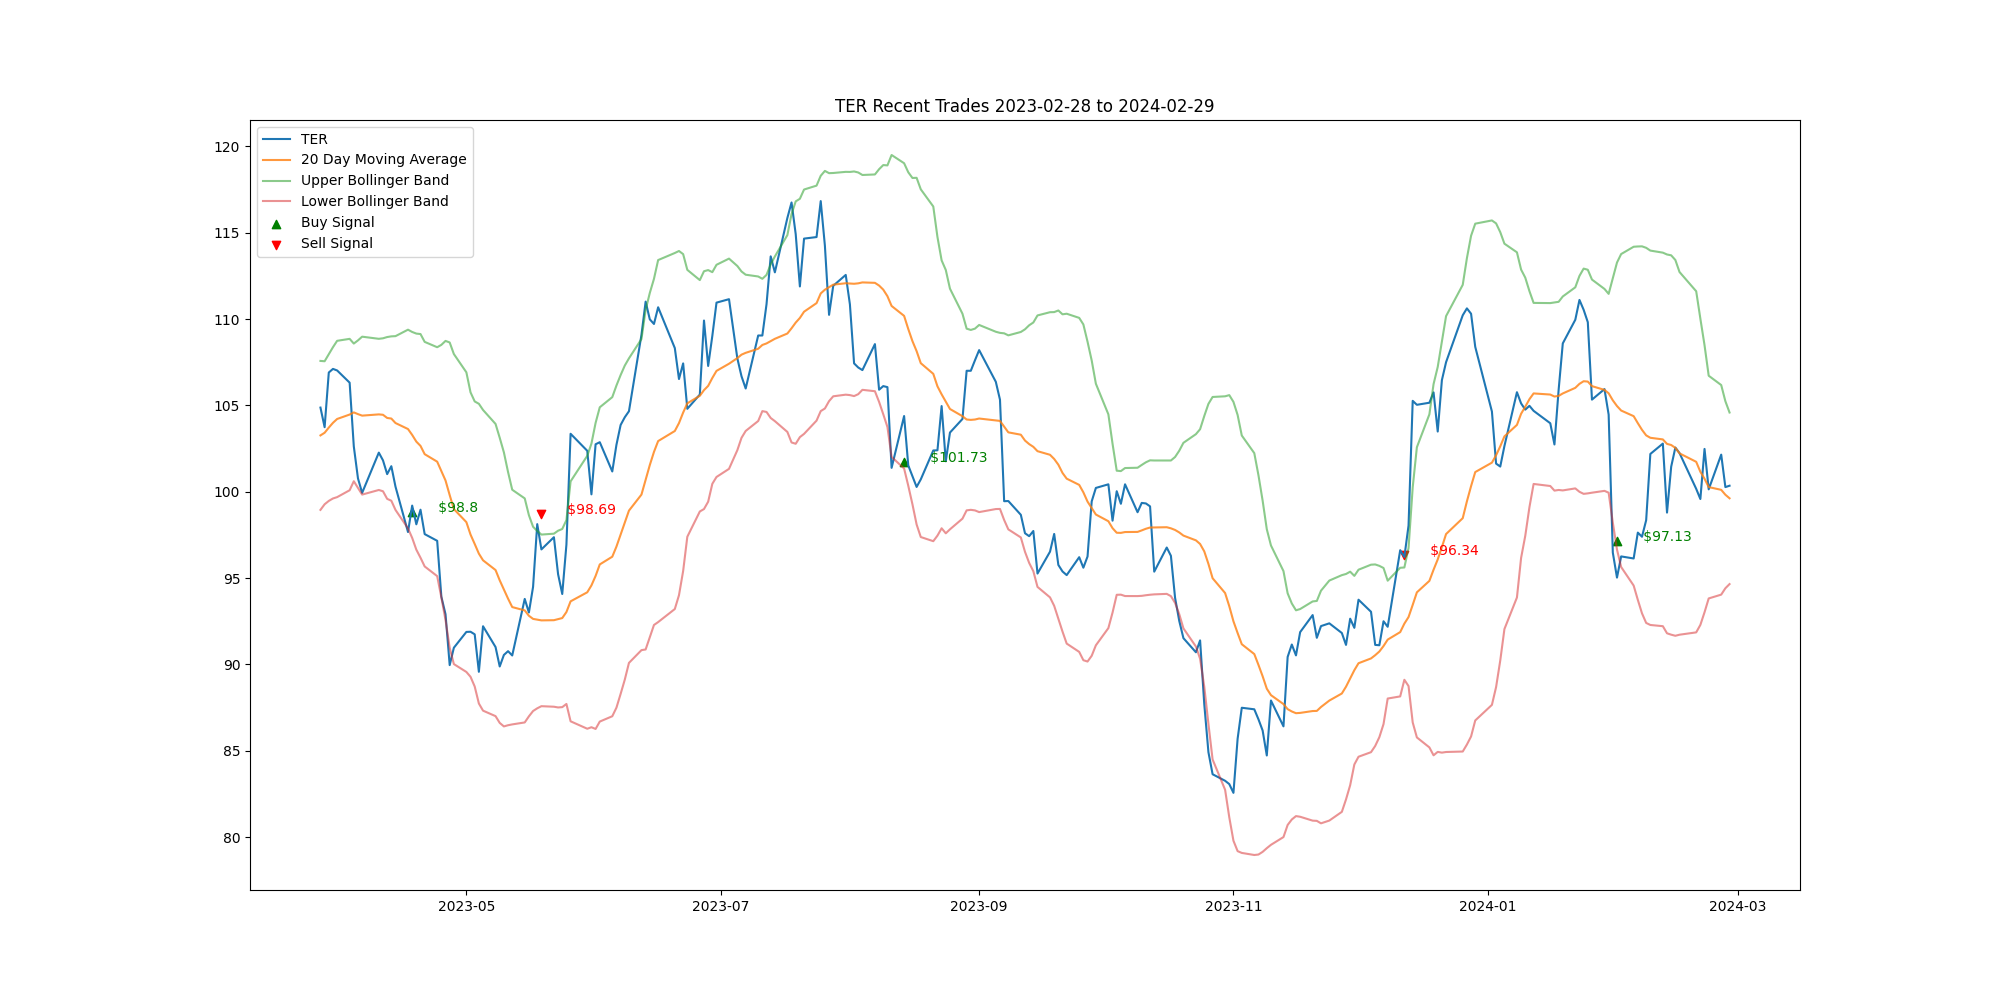 TER Recent Trades 2023-02-28 to 2024-02-29
TER
20 Day Moving Average
Upper Bollinger Band
Lower Bollinger Band
Buy Signal
Sell Signal
120
115
110
105
100
95
90
85
80
$98.8
$98.69
$101.73
$96.34
$97.13
2023-05
2023-07
2023-09
2023-11
2024-01
2024-03